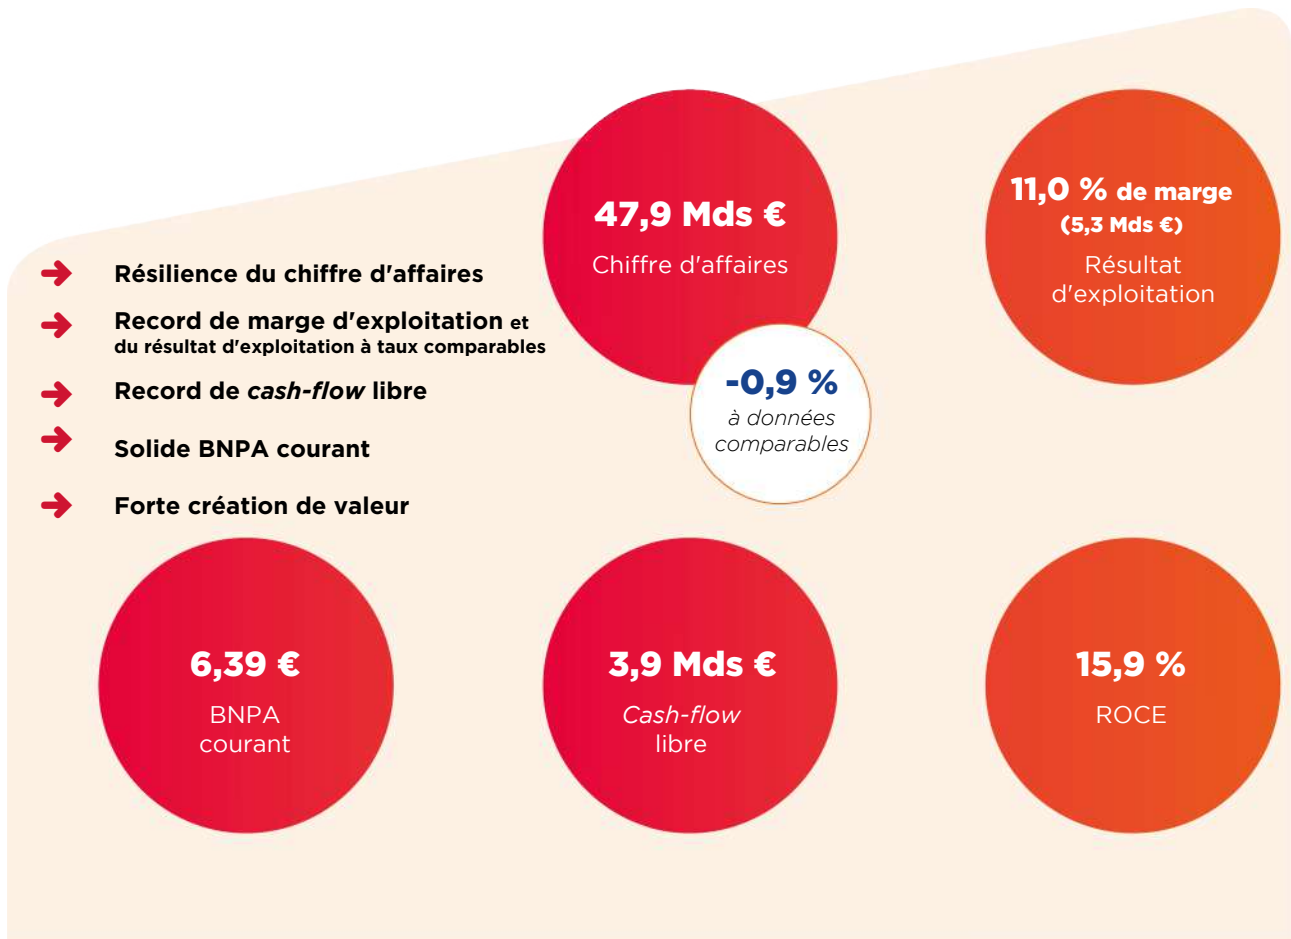 Résilience du chiffre d'affaires
Record de marge d'exploitation et
du résultat d'exploitation à taux comparables
Record de cash-flow libre
Solide BNPA courant
Forte création de valeur
47,9 Mds €
Chiffre d'affaires
-0,9 %
à données
comparables
11,0 % de marge
(5,3 Mds €)
Résultat
d'exploitation
6,39 €
BNPA
courant
3,9 Mds €
Cash-flow
libre
15,9 %
ROCE